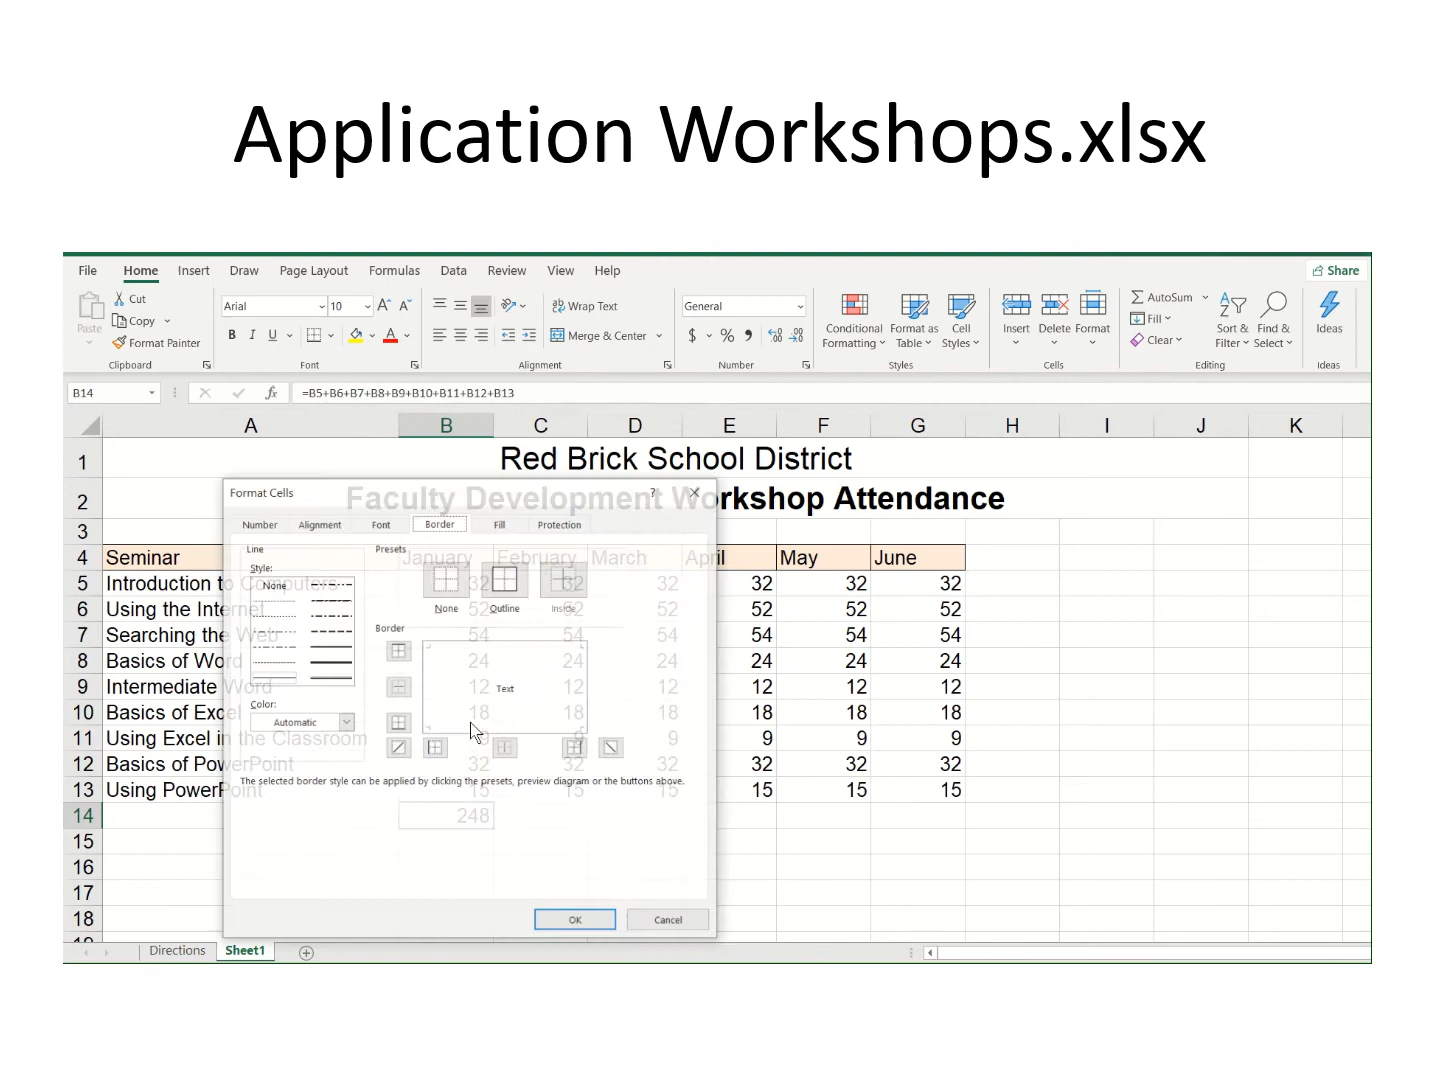 Application Workshops.xlsx
File Home Insert Draw Page Layout Formulas Data Review View Help Share
Paste Cut Copy Format Painter Clipboard
Arial 10 B I U Font
Wrap Text Merge & Center Alignment
General $ % Number
Conditional Formatting Format as Table Cell Styles Styles
Insert Delete Format Cells
AutoSum Fill Clear Sort & Filter Find & Select Editing
Ideas Ideas
B14 fx =B5+B6+B7+B8+B9+B10+B11+B12+B13
A B C D E F G H I J K
1 Red Brick School District
2 Faculty Development Workshop Attendance
3
4 Seminar January February March April May June
5 Introduction to Computers 32 32 32 32 32 32
6 Using the Internet 52 52 52 52 52 52
7 Searching the Web 54 54 54 54 54 54
8 Basics of Word 24 24 24 24 24 24
9 Intermediate Word 12 12 12 12 12 12
10 Basics of Excel 18 18 18 18 18 18
11 Using Excel in the Classroom 9 9 9 9 9 9
12 Basics of PowerPoint 32 32 32 32 32 32
13 Using PowerPoint 15 15 15 15 15 15
14 248
15
16
17
18
Format Cells ?
Number Alignment Font Border Fill Protection
Line Presets
Style:
None
None Outline Inside
Border
Text
Color:
Automatic
The selected border style can be applied by clicking the presets, preview diagram or the buttons above.
OK Cancel
Directions Sheet1